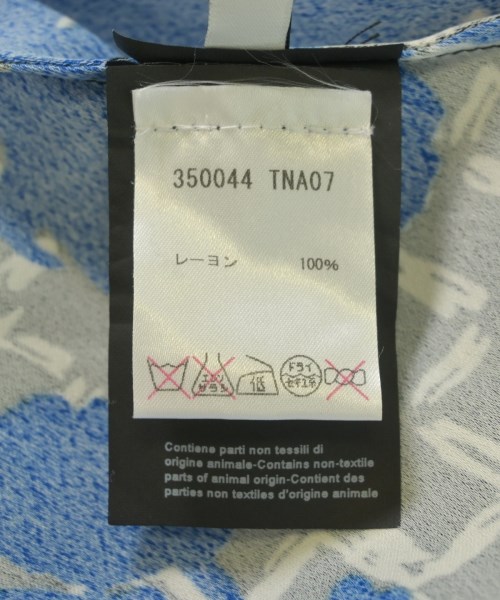 350044 TNA07
レーヨン 100%
エンソ サラシ 低 ドライ セキユ系
Contiene parti non tessili di
origine animale-Contains non-textile
parts of animal origin-Contient des
parties non textiles d'origine animale